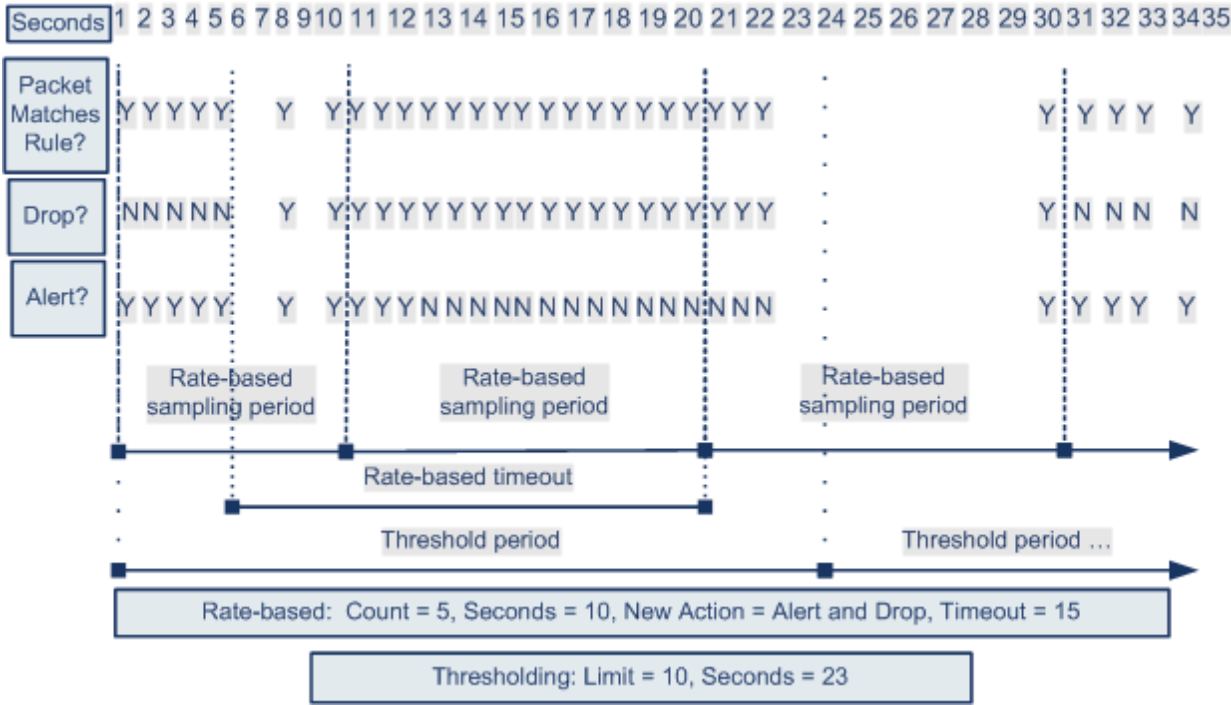 Seconds 1 2 3 4 5 6 7 8 9 10 11 12 13 14 15 16 17 18 19 20 21 22 23 24 25 26 27 28 29 30 31 32 33 34 35
Packet
Matches
Rule?
Y Y Y Y Y Y Y Y Y Y Y Y Y Y Y Y Y Y Y Y Y Y Y Y Y Y Y Y Y Y
Drop? N N N N N Y Y Y Y Y Y Y Y Y Y Y Y Y Y Y Y Y Y Y Y Y N N N N
Alert? Y Y Y Y Y Y Y Y Y Y N N N N N N N N N N N N N N N Y Y Y Y Y
Rate-based
sampling period
Rate-based
sampling period
Rate-based
sampling period
Rate-based timeout
Threshold period
Threshold period ...
Rate-based: Count = 5, Seconds = 10, New Action = Alert and Drop, Timeout = 15
Thresholding: Limit = 10, Seconds = 23